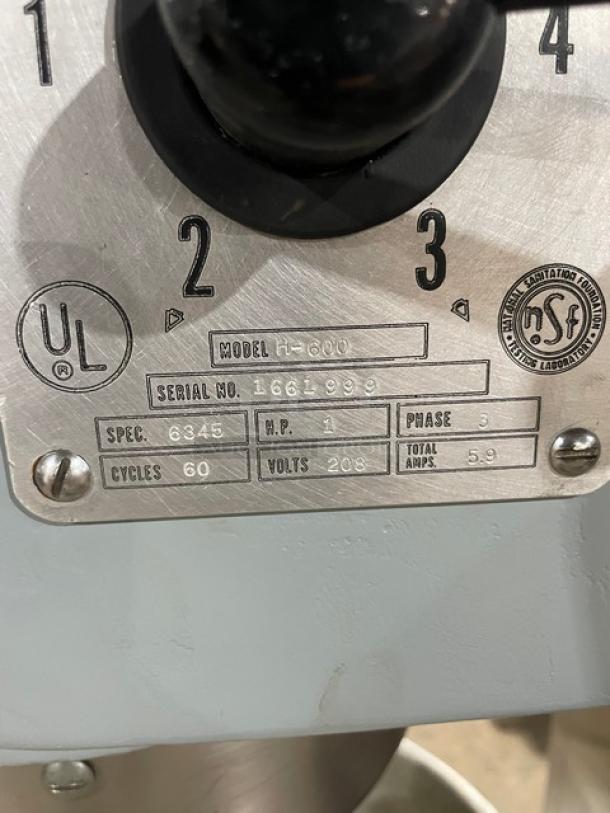 1 4
2 3
UL
®
NATIONAL SANITATION FOUNDATION
nsf
TESTING LABORATORY
MODEL H-600
SERIAL NO. 1661999
SPEC. 6345 H.P. 1 PHASE 3
CYCLES 60 VOLTS 208 TOTAL AMPS. 5.9